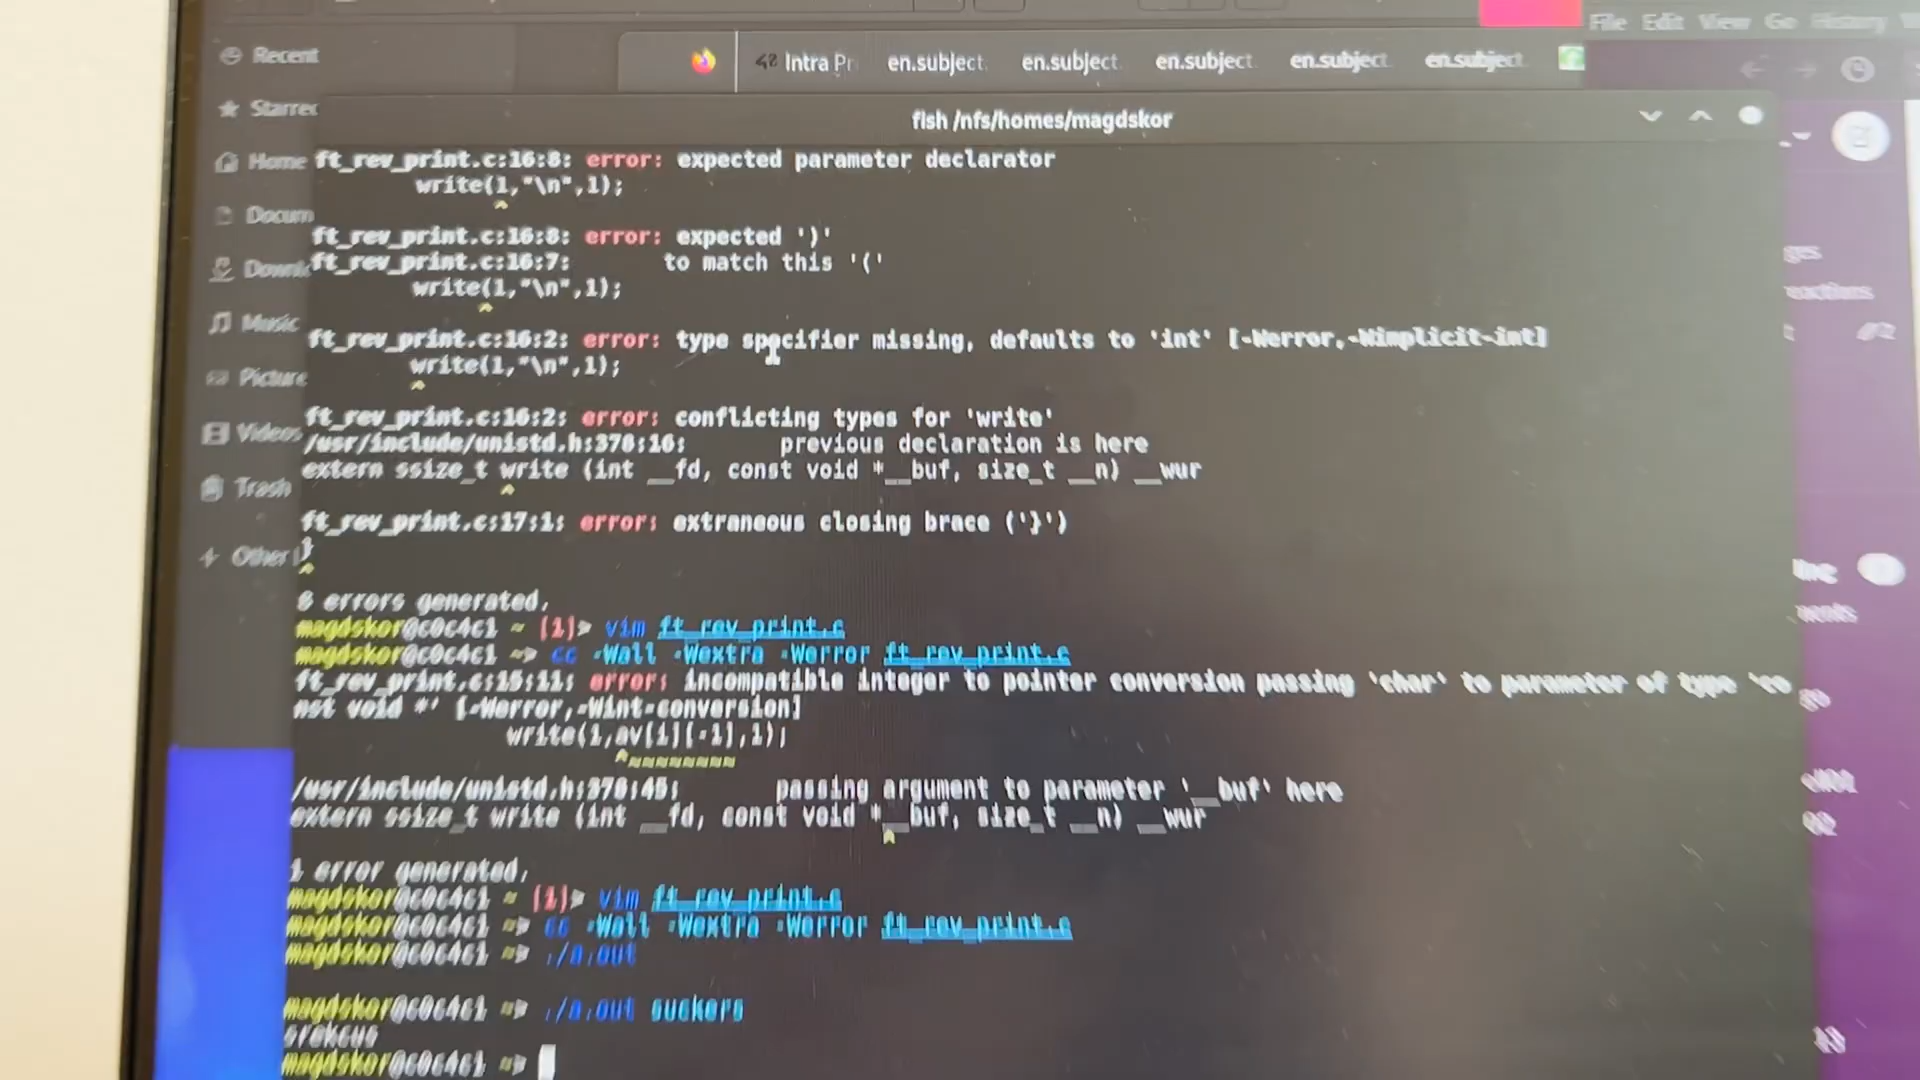 File Edit View Go History
Recent
42 Intra Pr
en.subject.
en.subject.
en.subject.
en.subject.
en.subject.
Starred
fish /nfs/homes/magdskor
Home
ft_rev_print.c:16:8: error: expected parameter declarator
write(1,"\n",1);
^
Docum
ft_rev_print.c:16:8: error: expected ')'
ft_rev_print.c:16:7:      to match this '('
Downl
write(1,"\n",1);
^
Music
ft_rev_print.c:16:2: error: type specifier missing, defaults to 'int' [-Werror,-Wimplicit-int]
write(1,"\n",1);
^
Picture
ft_rev_print.c:16:2: error: conflicting types for 'write'
Videos
/usr/include/unistd.h:378:16:       previous declaration is here
extern ssize_t write (int __fd, const void *__buf, size_t __n) __wur
^
Trash
ft_rev_print.c:17:1: error: extraneous closing brace ('}')
Other
}
^
8 errors generated.
magdskor@c0c4c1 ~ [1]> vim ft_rev_print.c
magdskor@c0c4c1 ~> cc -Wall -Wextra -Werror ft_rev_print.c
ft_rev_print.c:15:11: error: incompatible integer to pointer conversion passing 'char' to parameter of type 'co
nst void *' [-Werror,-Wint-conversion]
write(1,av[i][-1],1);
^~~~~~~~~
/usr/include/unistd.h:378:45:       passing argument to parameter '__buf' here
extern ssize_t write (int __fd, const void *__buf, size_t __n) __wur
^
1 error generated.
magdskor@c0c4c1 ~ [1]> vim ft_rev_print.c
magdskor@c0c4c1 ~> cc -Wall -Wextra -Werror ft_rev_print.c
magdskor@c0c4c1 ~> ./a.out
magdskor@c0c4c1 ~> ./a.out suckers
srekcus
magdskor@c0c4c1 ~>
ges
reactions